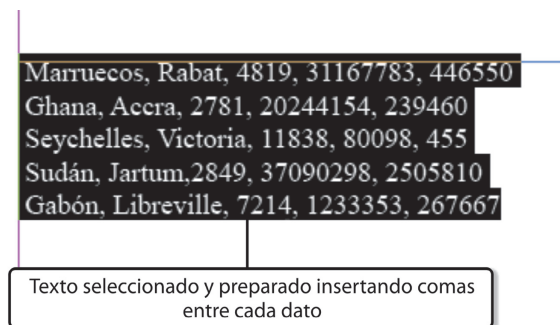 Marruecos, Rabat, 4819, 31167783, 446550
Ghana, Accra, 2781, 20244154, 239460
Seychelles, Victoria, 11838, 80098, 455
Sudán, Jartum,2849, 37090298, 2505810
Gabón, Libreville, 7214, 1233353, 267667
Texto seleccionado y preparado insertando comas
entre cada dato